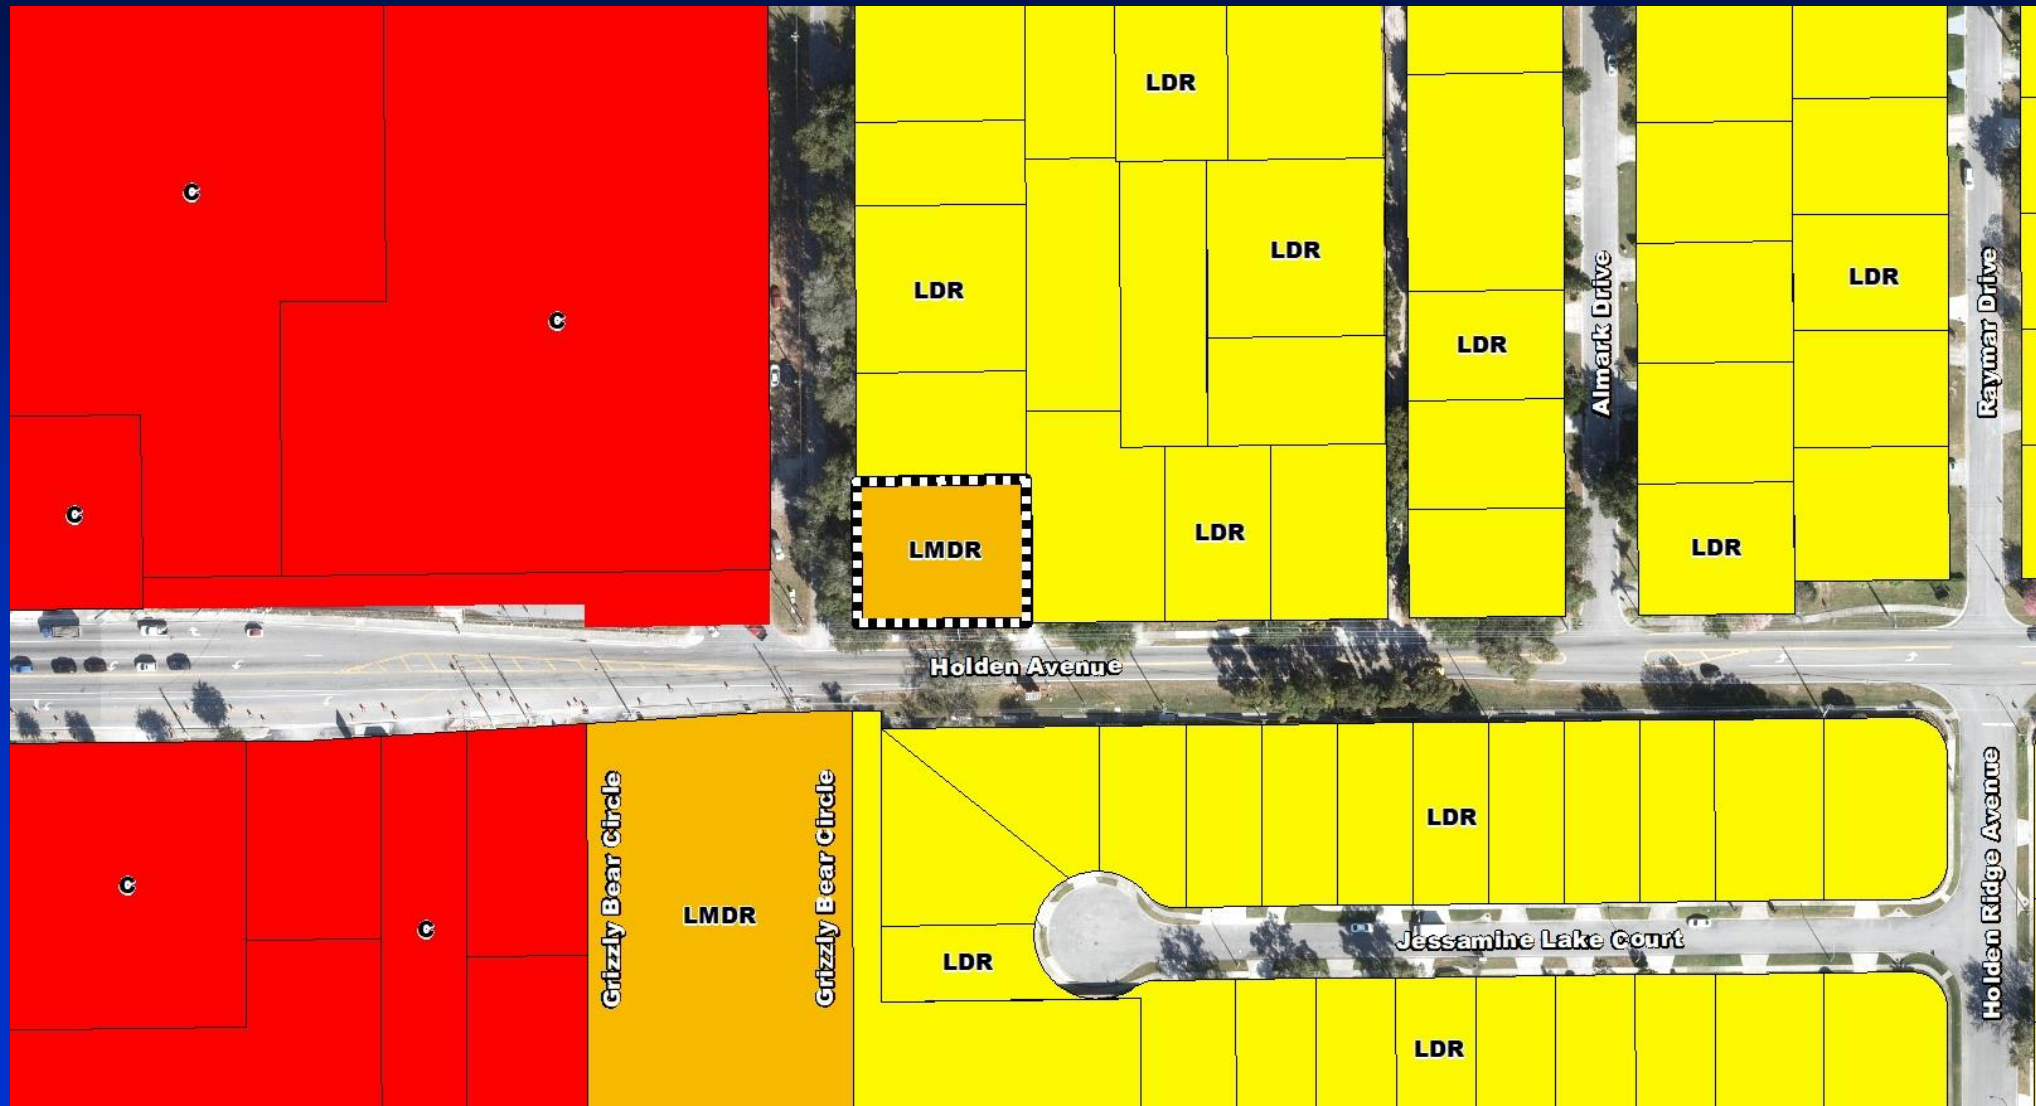 LDR
C
LDR
LDR
Almark Drive
LDR
Raymar Drive
LDR
C
LDR
C
LDR
LMDR
LDR
Holden Avenue
LDR
C
Grizzly Bear Circle
Grizzly Bear Circle
LMDR
C
Holden Ridge Avenue
Jessamine Lake Court
LDR
LDR